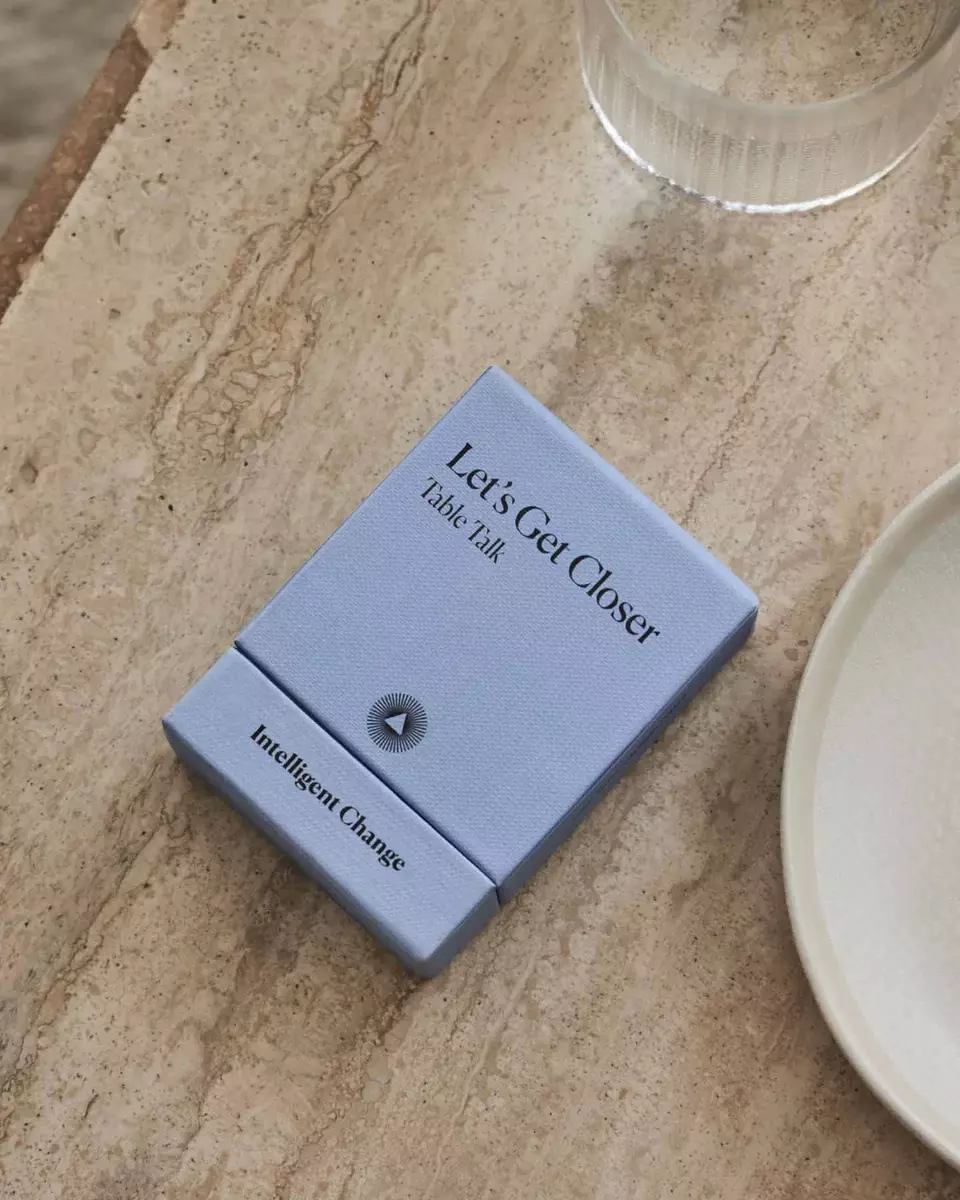 Let's Get Closer
Table Talk
Intelligent Change